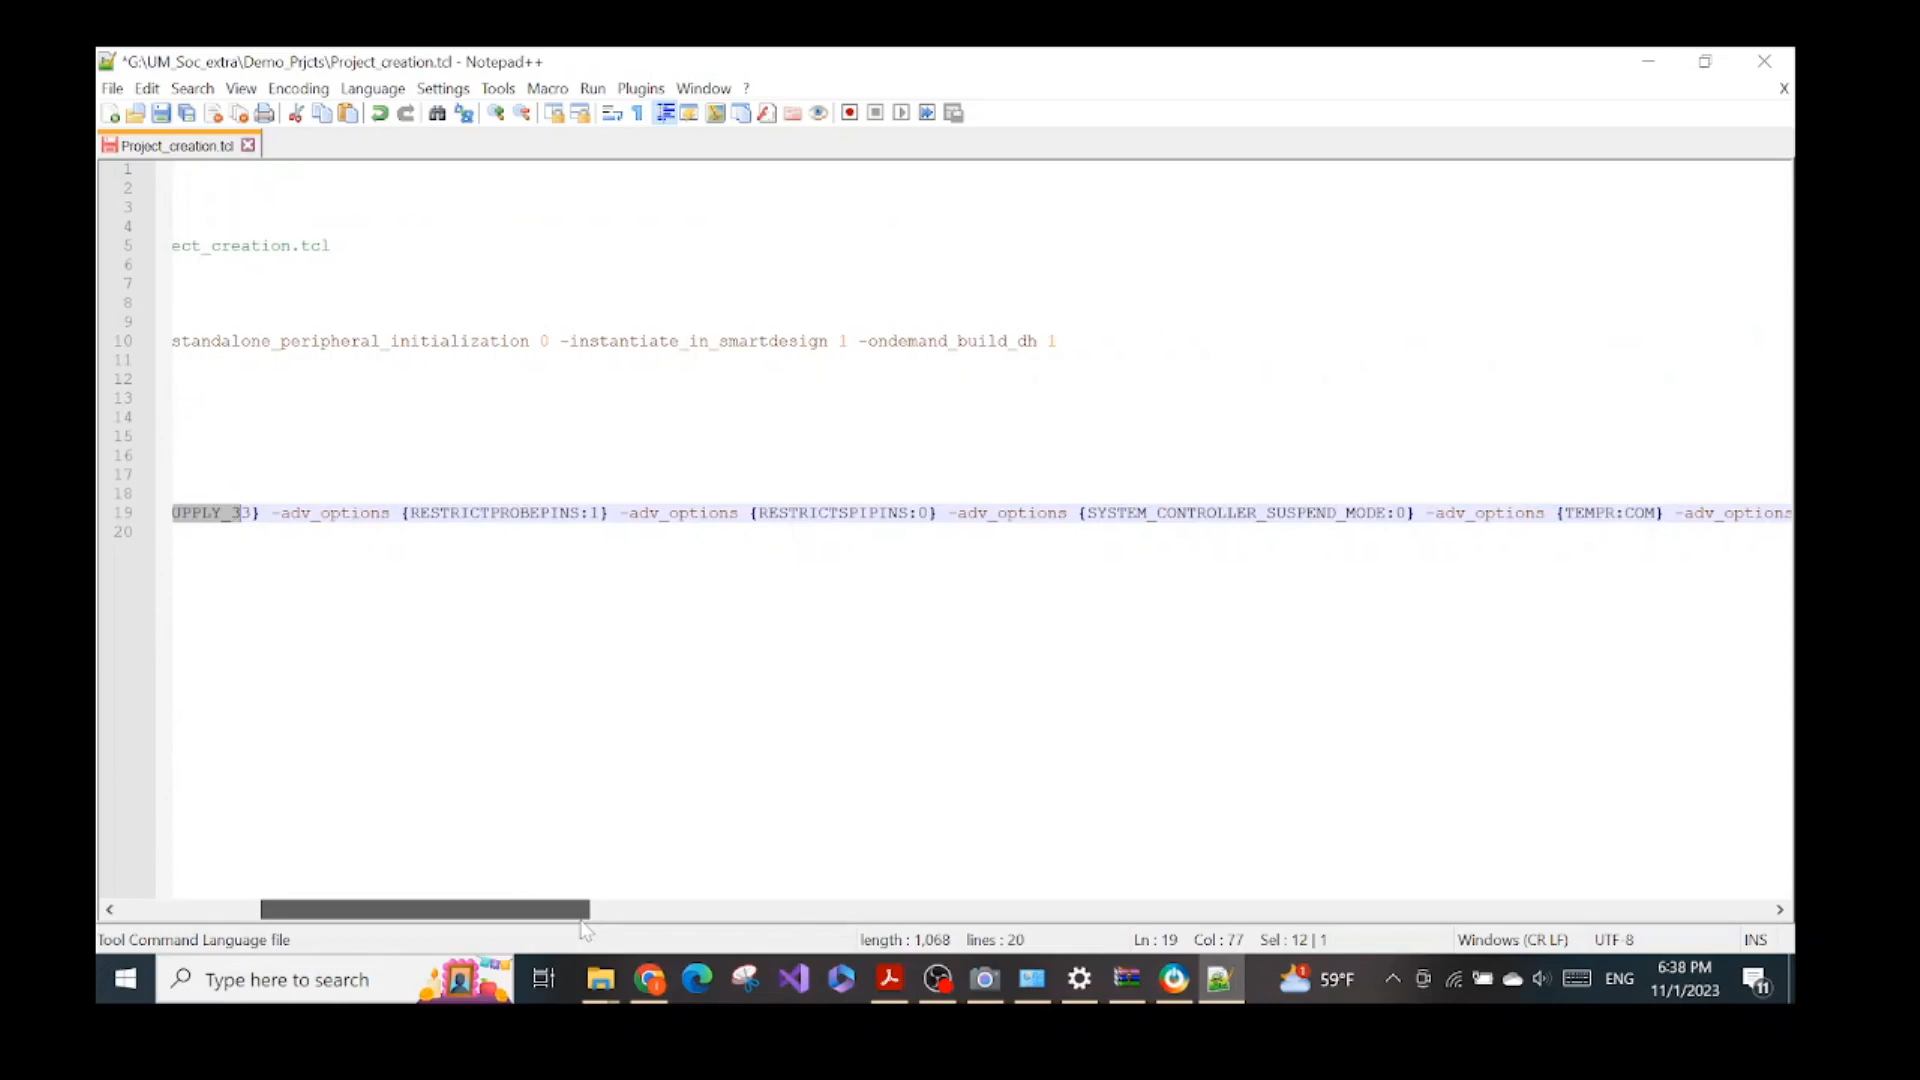 *G:\UM_Soc_extra\Demo_Prjcts\Project_creation.tcl - Notepad++
File Edit Search View Encoding Language Settings Tools Macro Run Plugins Window ? X
Project_creation.tcl
1
2
3
4
5 ect_creation.tcl
6
7
8
9
10 standalone_peripheral_initialization 0 -instantiate_in_smartdesign 1 -ondemand_build_dh 1
11
12
13
14
15
16
17
18
19 UPPLY_33} -adv_options {RESTRICTPROBEPINS:1} -adv_options {RESTRICTSPIPINS:0} -adv_options {SYSTEM_CONTROLLER_SUSPEND_MODE:0} -adv_options {TEMPR:COM} -adv_options
20
Tool Command Language file length : 1,068 lines : 20 Ln : 19 Col : 77 Sel : 12 | 1 Windows (CR LF) UTF-8 INS
Type here to search 1 59°F ENG 6:38 PM 11
11/1/2023